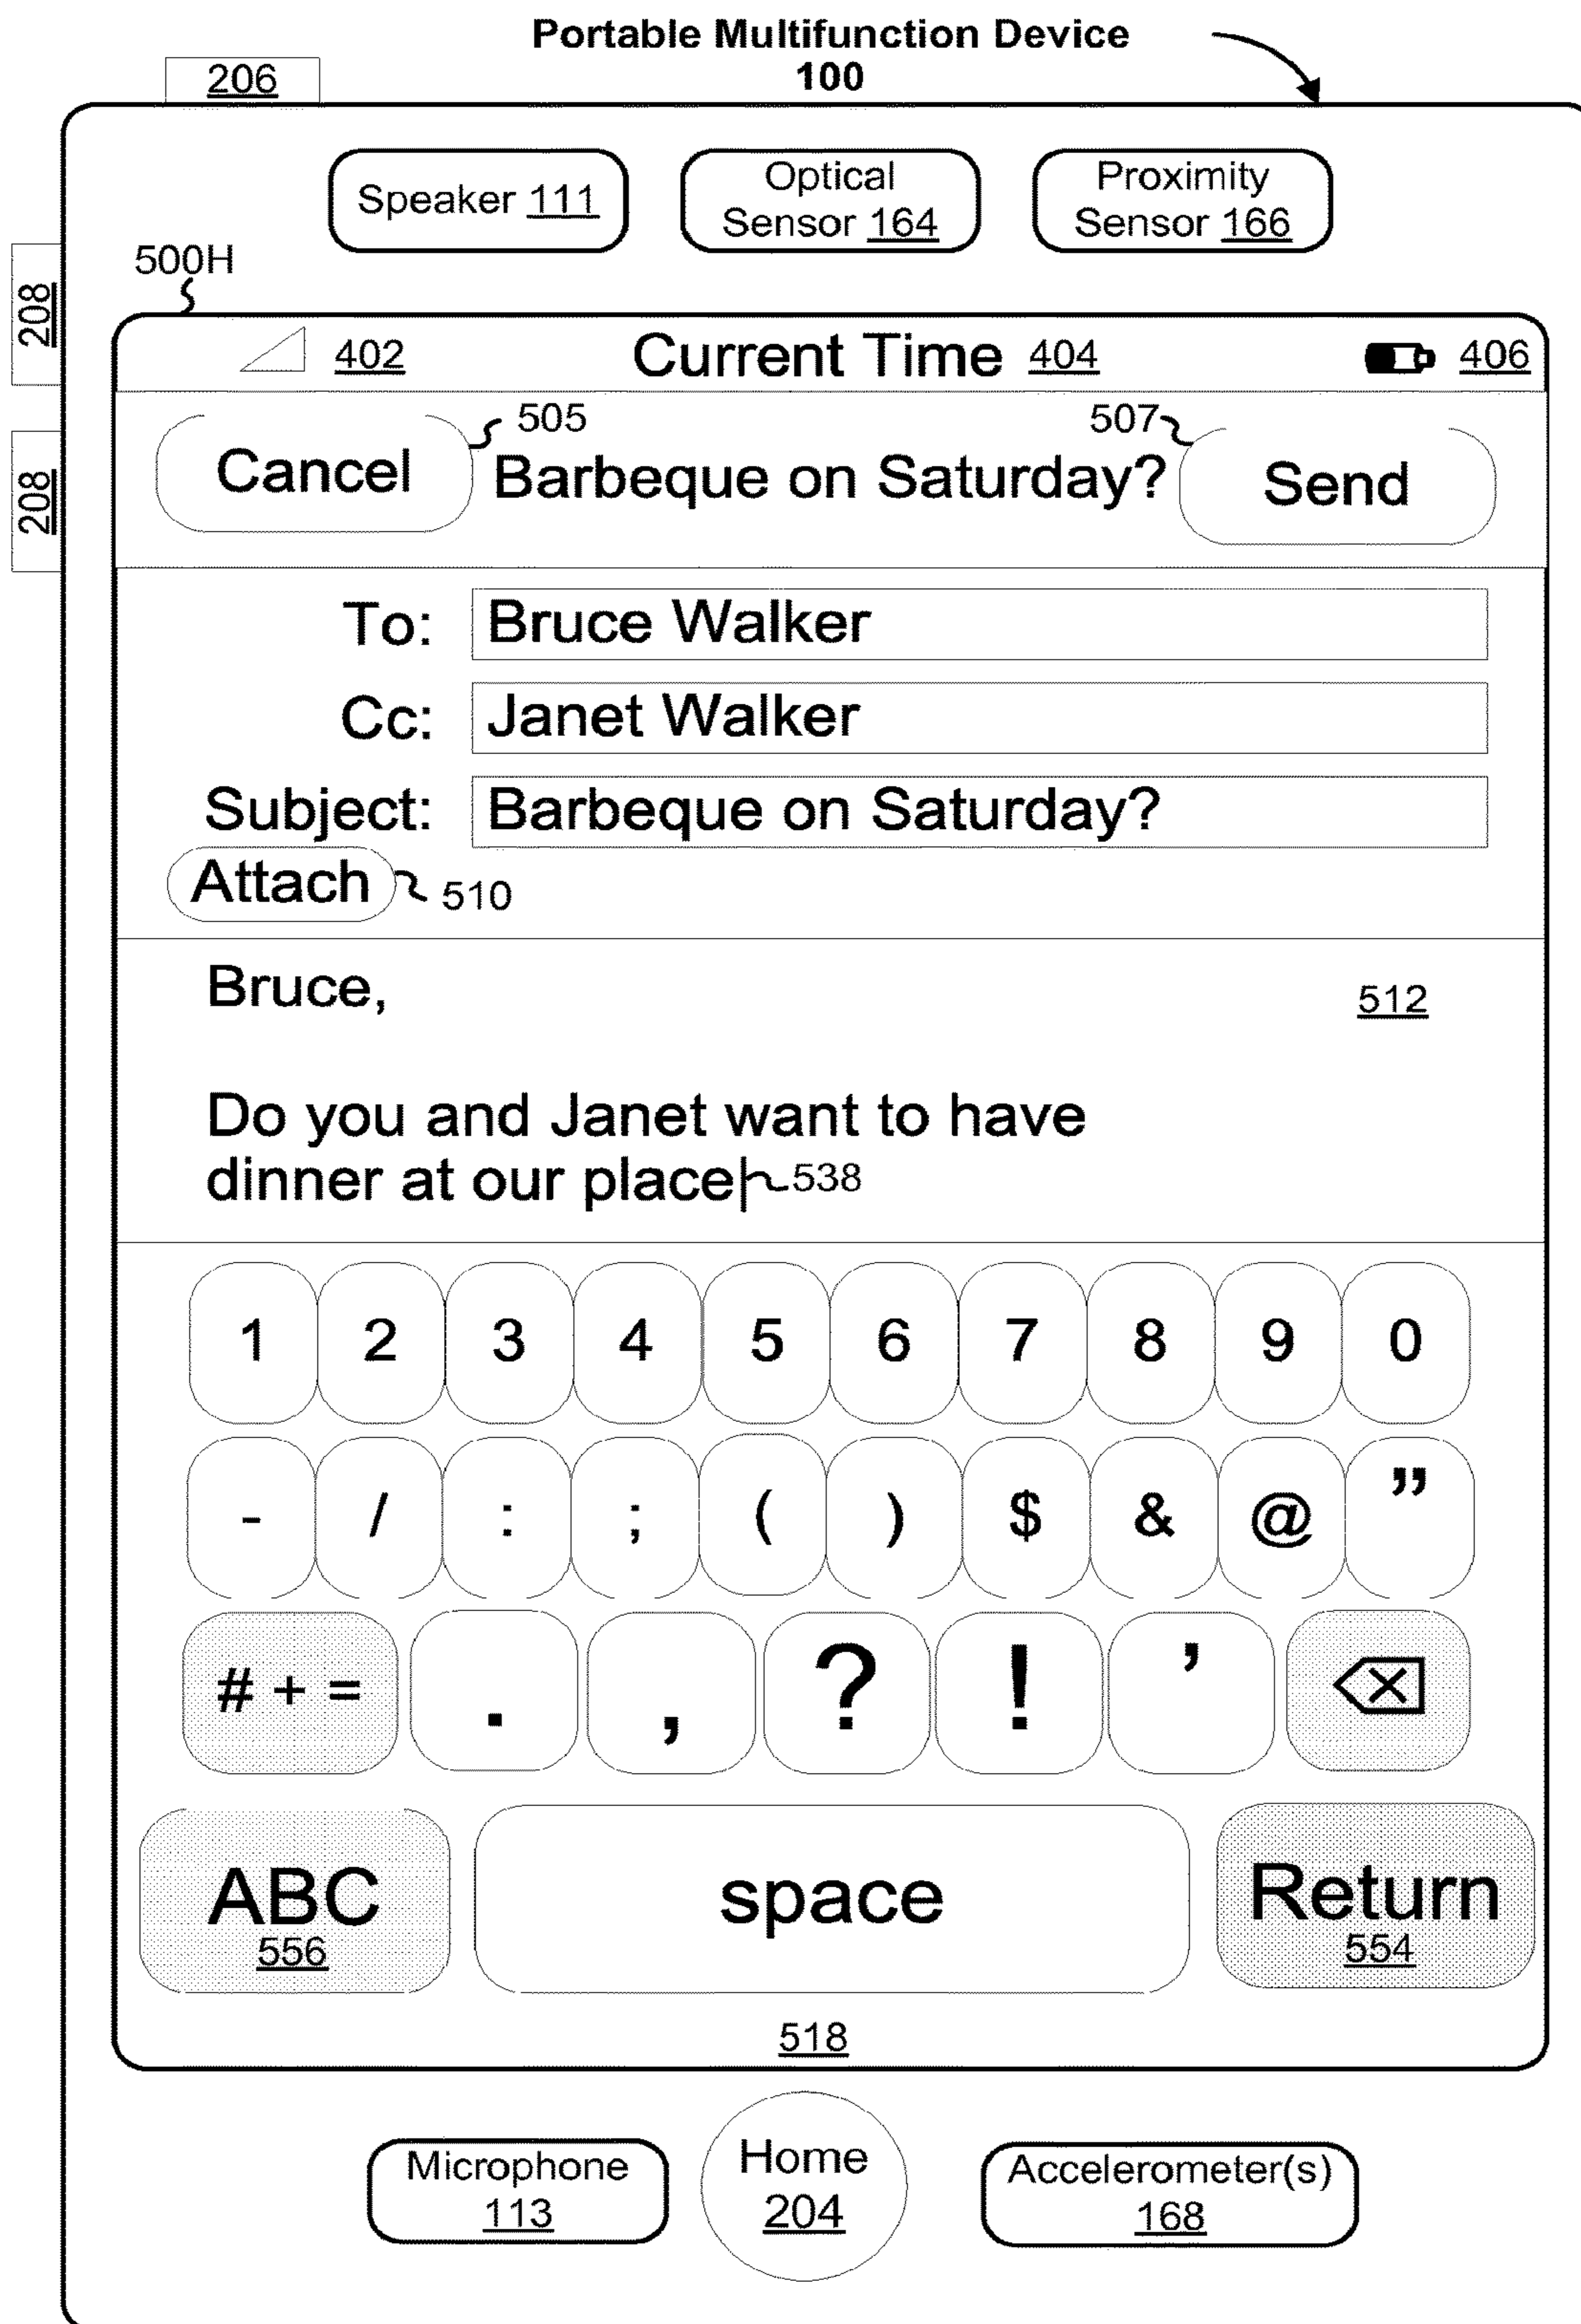 Portable Multifunction Device
100
206
Speaker 111
Optical
Sensor 164
Proximity
Sensor 166
500H
208
208
402
Current Time 404
406
Cancel
505
Barbeque on Saturday?
507
Send
To: Bruce Walker
Cc: Janet Walker
Subject: Barbeque on Saturday?
Attach 510
Bruce,
512
Do you and Janet want to have
dinner at our place 538
1 2 3 4 5 6 7 8 9 0
- / : ; ( ) $ & @ ”
# + = . , ? ! ’
ABC
556
space
Return
554
518
Microphone
113
Home
204
Accelerometer(s)
168